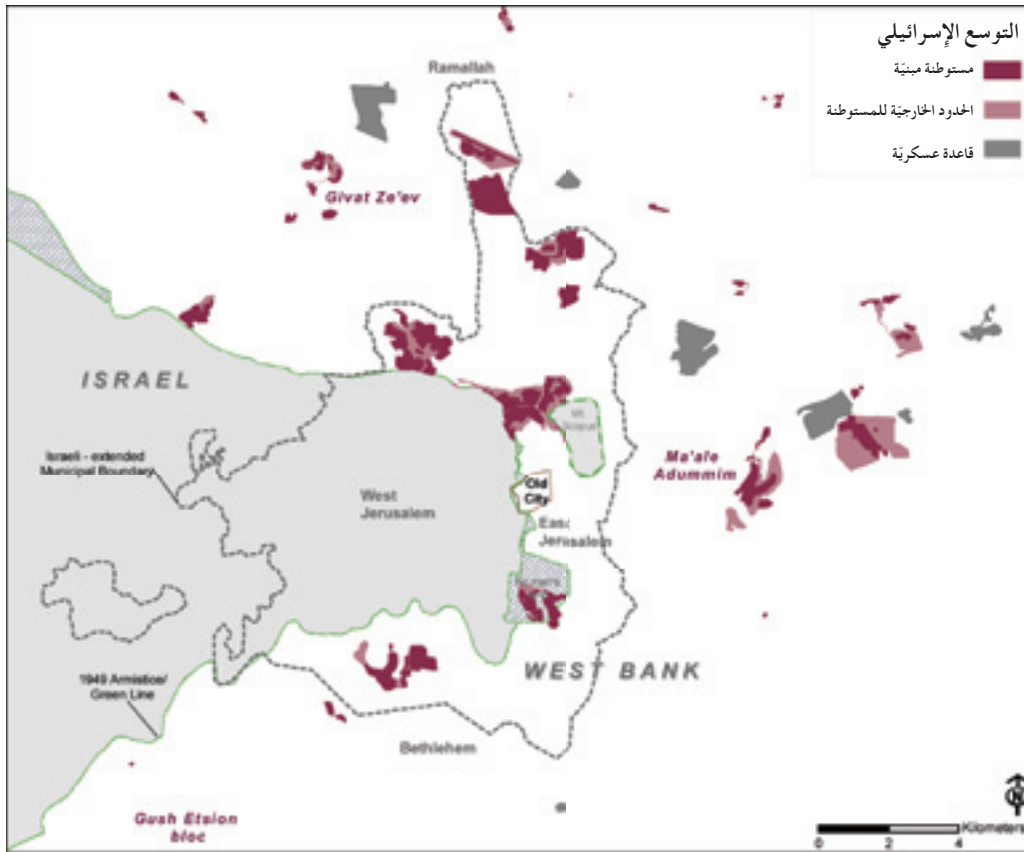 التوسع الإسرائيلي
مستوطنة مبنيّة
الحدود الخارجيّة للمستوطنة
قاعدة عسكريّة
Ramallah
Givat Ze'ev
ISRAEL
Israeli - extended
Municipal Boundary
West
Jerusalem
Mt.
Scopus
Old
City
East
Jerusalem
Ma'ale
Adummim
WEST BANK
1949 Armistice/
Green Line
Bethlehem
Gush Etsion
bloc
N
Kilometers
0 2 4